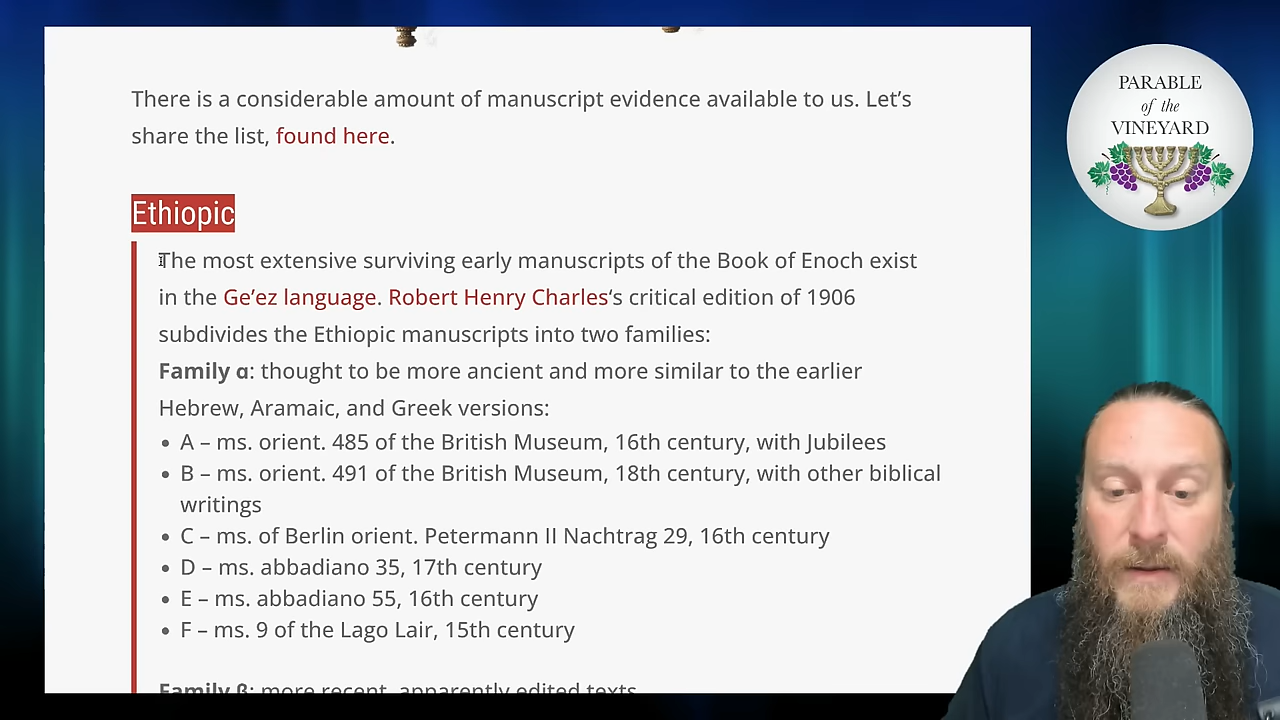 There is a considerable amount of manuscript evidence available to us. Let’s
share the list, found here.
PARABLE
of the
VINEYARD
Ethiopic
The most extensive surviving early manuscripts of the Book of Enoch exist
in the Ge’ez language. Robert Henry Charles‘s critical edition of 1906
subdivides the Ethiopic manuscripts into two families:
Family α: thought to be more ancient and more similar to the earlier
Hebrew, Aramaic, and Greek versions:
• A – ms. orient. 485 of the British Museum, 16th century, with Jubilees
• B – ms. orient. 491 of the British Museum, 18th century, with other biblical
writings
• C – ms. of Berlin orient. Petermann II Nachtrag 29, 16th century
• D – ms. abbadiano 35, 17th century
• E – ms. abbadiano 55, 16th century
• F – ms. 9 of the Lago Lair, 15th century
Family β: more recent, apparently edited texts